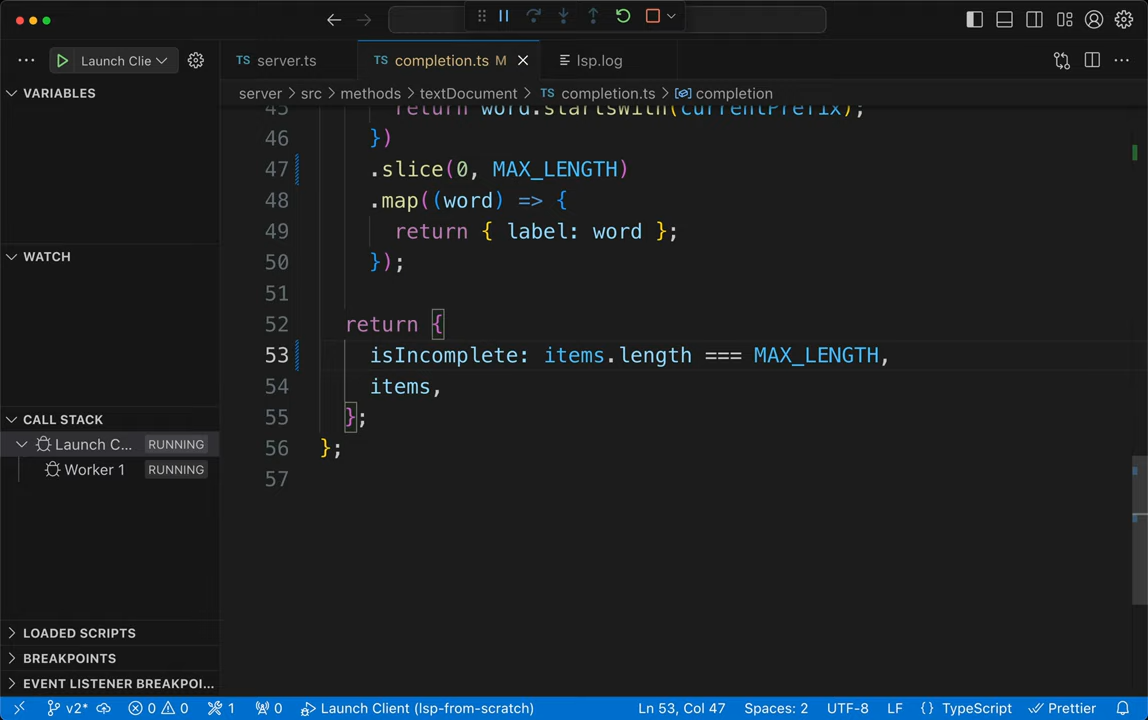 Launch Clie
TS server.ts
TS completion.ts M
lsp.log
VARIABLES
server > src > methods > textDocument > TS completion.ts > completion
45 return word.startsWith(currentPrefix);
46 })
47 .slice(0, MAX_LENGTH)
48 .map((word) => {
49 return { label: word };
50 });
51
52 return {
53 isIncomplete: items.length === MAX_LENGTH,
54 items,
55 };
56 };
57
WATCH
CALL STACK
Launch C... RUNNING
Worker 1 RUNNING
LOADED SCRIPTS
BREAKPOINTS
EVENT LISTENER BREAKPOI...
v2* 0 0 1 0 Launch Client (lsp-from-scratch) Ln 53, Col 47 Spaces: 2 UTF-8 LF {} TypeScript Prettier